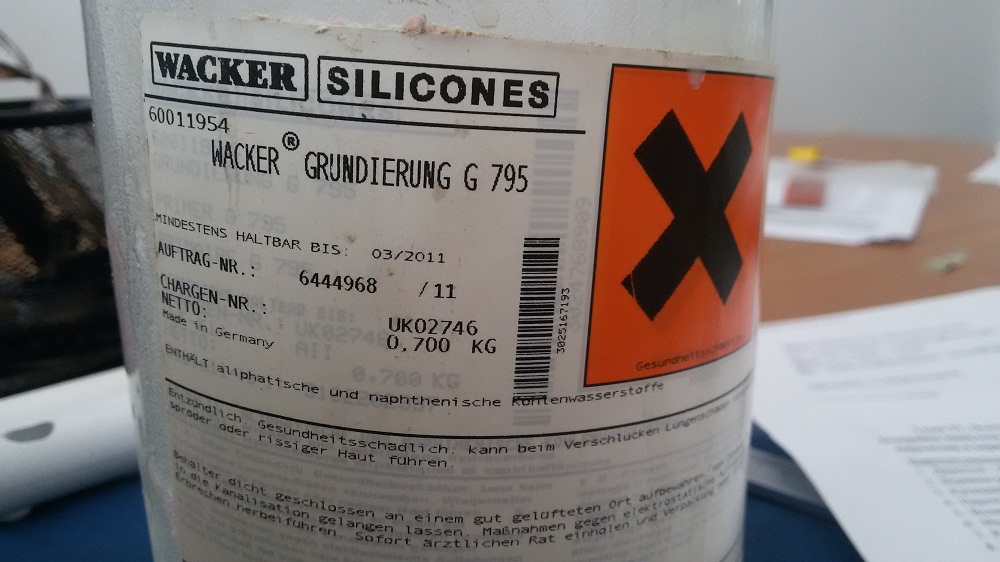 WACKER SILICONES
60011954
WACKER® GRUNDIERUNG G 795
MINDESTENS HALTBAR BIS: 03/2011
AUFTRAG-NR.: 6444968 /11
CHARGEN-NR.: UK02746
NETTO: 0,700 KG
Made in Germany
3025167193
Gesundheitsschäd
ENTHÄLT:aliphatische und naphthenische Kohlenwasserstoffe
Entzündlich. Gesundheitsschädlich: kann beim Verschlucken Lungenschäden
spröder oder rissiger Haut führen.
Behälter dicht geschlossen an einem gut gelüfteten Ort aufbewahren.
in die Kanalisation gelangen lassen. Maßnahmen gegen elektrostatische
Erbrechen herbeiführen. Sofort ärztlichen Rat einholen und Verpackung